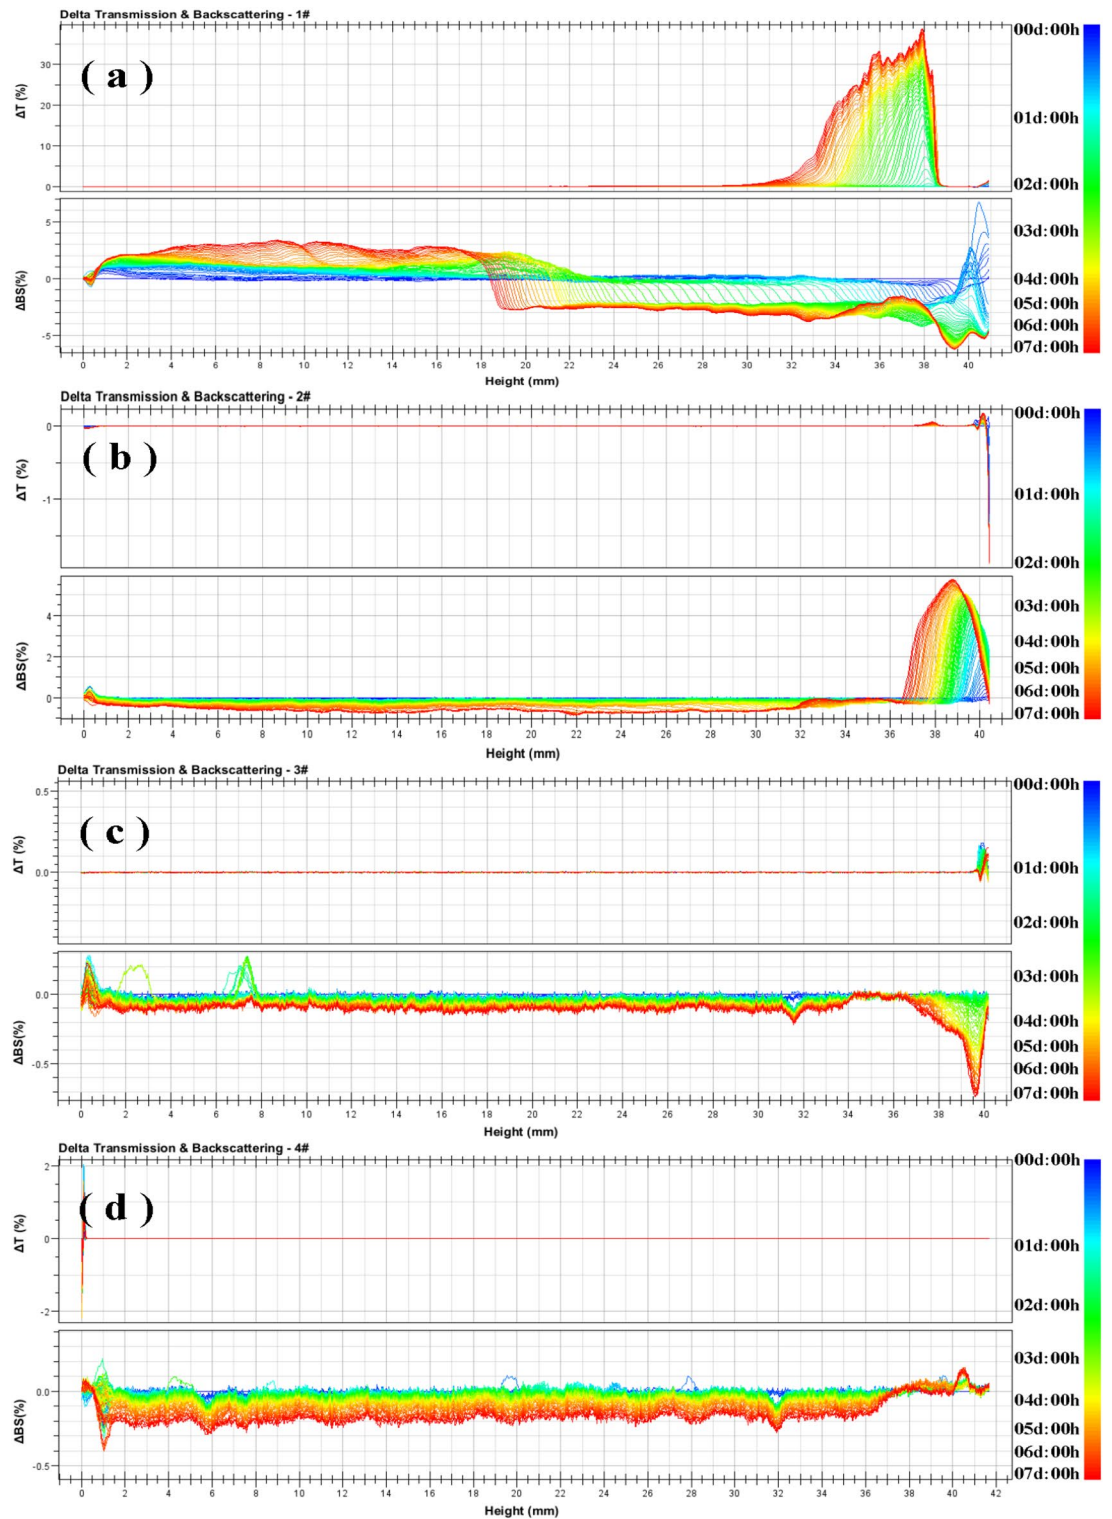 Delta Transmission & Backscattering - 1#
( a )
ΔT (%)
30
20
10
0
ΔBS(%)
5
0
-5
0 2 4 6 8 10 12 14 16 18 20 22 24 26 28 30 32 34 36 38 40
Height (mm)
00d:00h
01d:00h
02d:00h
03d:00h
04d:00h
05d:00h
06d:00h
07d:00h
Delta Transmission & Backscattering - 2#
( b )
ΔT (%)
0
-1
ΔBS(%)
4
2
0
0 2 4 6 8 10 12 14 16 18 20 22 24 26 28 30 32 34 36 38 40
Height (mm)
00d:00h
01d:00h
02d:00h
03d:00h
04d:00h
05d:00h
06d:00h
07d:00h
Delta Transmission & Backscattering - 3#
( c )
ΔT (%)
0.5
0.0
ΔBS(%)
0.0
-0.5
0 2 4 6 8 10 12 14 16 18 20 22 24 26 28 30 32 34 36 38 40
Height (mm)
00d:00h
01d:00h
02d:00h
03d:00h
04d:00h
05d:00h
06d:00h
07d:00h
Delta Transmission & Backscattering - 4#
( d )
ΔT (%)
2
0
-2
ΔBS(%)
0.0
-0.5
0 2 4 6 8 10 12 14 16 18 20 22 24 26 28 30 32 34 36 38 40 42
Height (mm)
00d:00h
01d:00h
02d:00h
03d:00h
04d:00h
05d:00h
06d:00h
07d:00h